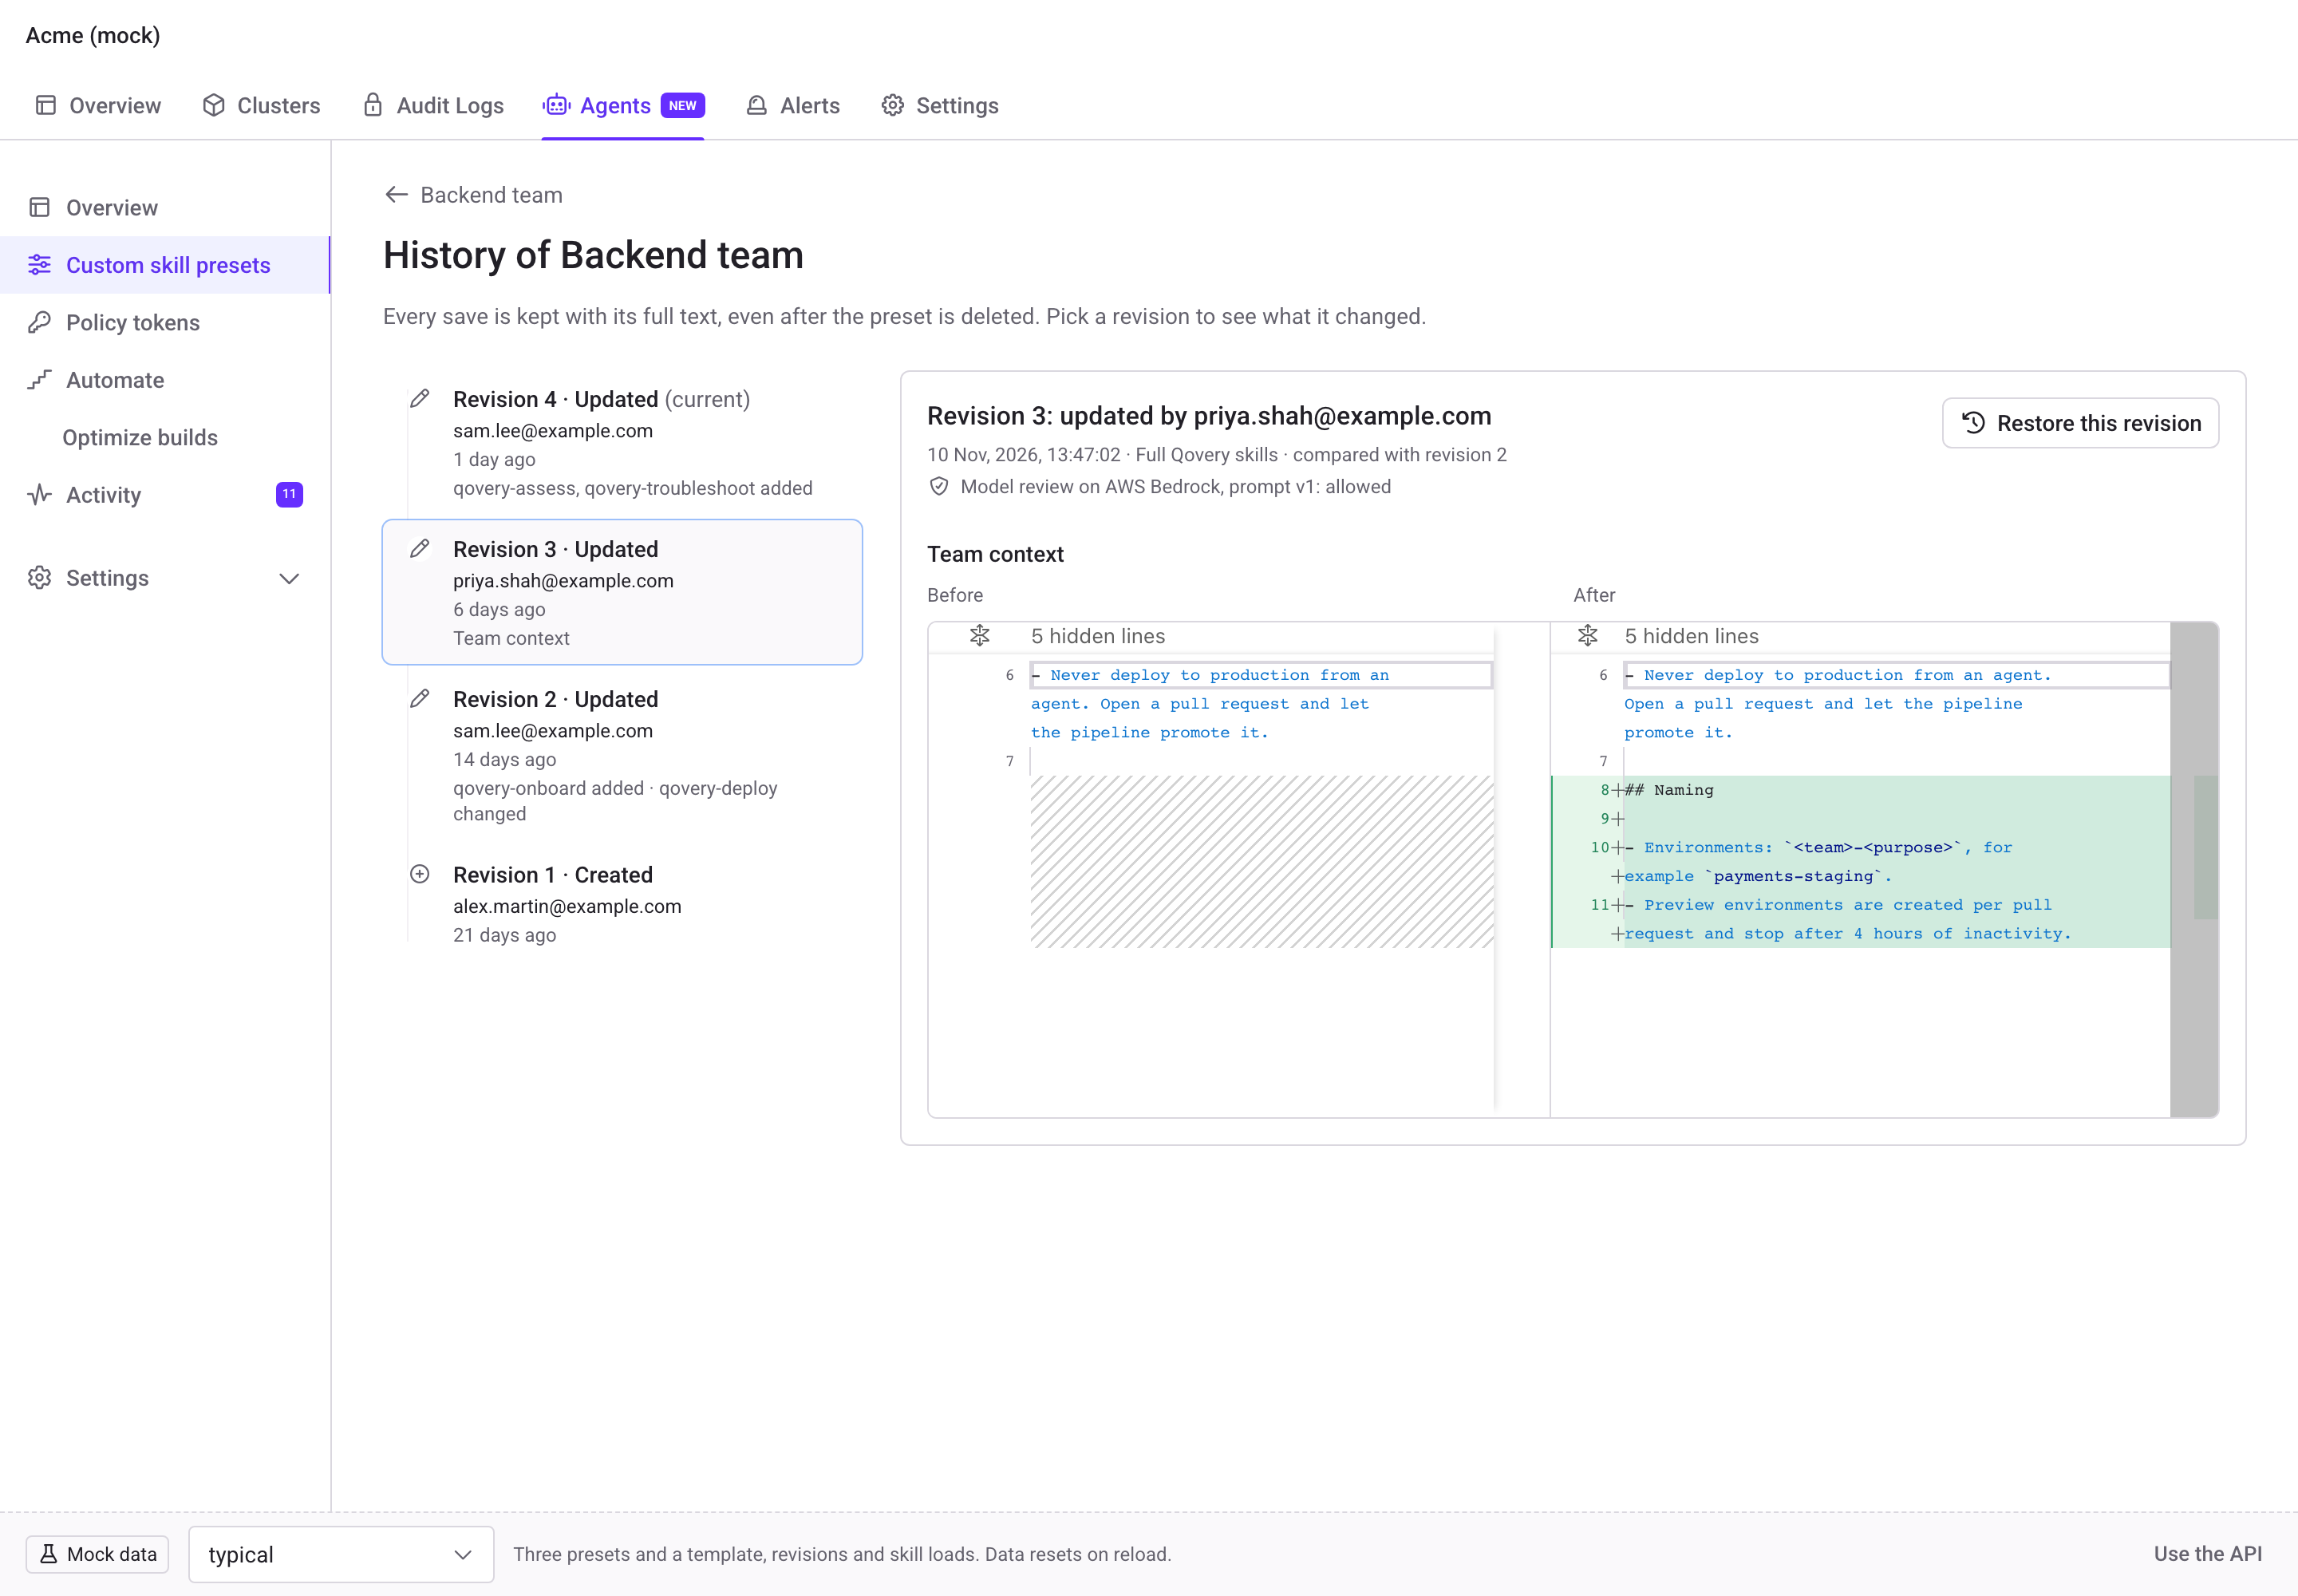 Acme (mock)
Overview
Clusters
Audit Logs
Agents NEW
Alerts
Settings
Overview
Custom skill presets
Policy tokens
Automate
Optimize builds
Activity 11
Settings
Backend team
History of Backend team
Every save is kept with its full text, even after the preset is deleted. Pick a revision to see what it changed.
Revision 4 · Updated (current)
sam.lee@example.com
1 day ago
qovery-assess, qovery-troubleshoot added
Revision 3 · Updated
priya.shah@example.com
6 days ago
Team context
Revision 2 · Updated
sam.lee@example.com
14 days ago
qovery-onboard added · qovery-deploy
changed
Revision 1 · Created
alex.martin@example.com
21 days ago
Revision 3: updated by priya.shah@example.com
10 Nov, 2026, 13:47:02 · Full Qovery skills · compared with revision 2
Model review on AWS Bedrock, prompt v1: allowed
Restore this revision
Team context
Before
5 hidden lines
6 - Never deploy to production from an
agent. Open a pull request and let
the pipeline promote it.
7
After
5 hidden lines
6 - Never deploy to production from an agent.
Open a pull request and let the pipeline
promote it.
7
8+## Naming
9+
10+- Environments: `<team>-<purpose>`, for
+example `payments-staging`.
11+- Preview environments are created per pull
+request and stop after 4 hours of inactivity.
Mock data
typical
Three presets and a template, revisions and skill loads. Data resets on reload.
Use the API